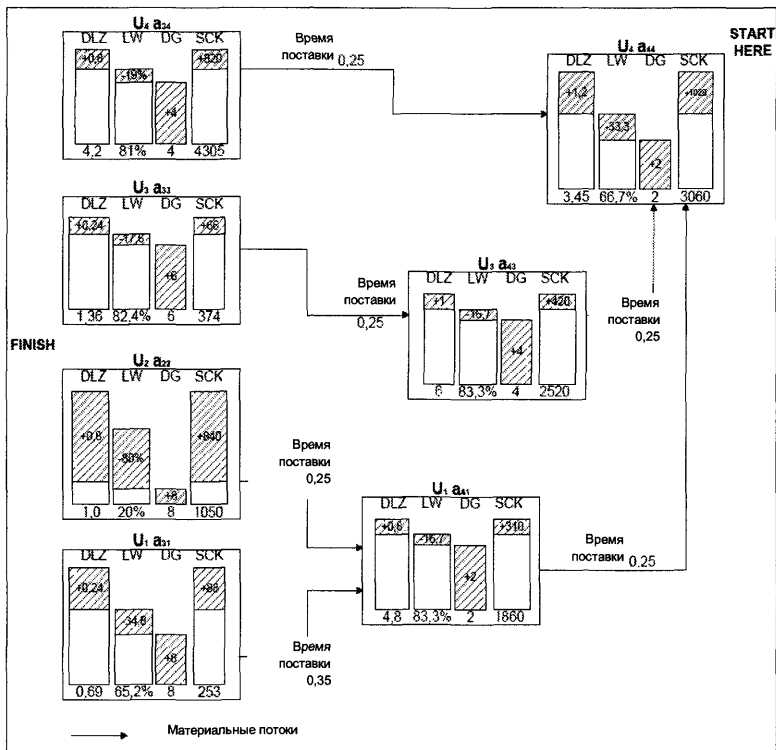 U₄ a₃₄
DLZ LW DG SCK
+0,6 -19% +4 +820
4,2 81% 4 4305
Время
поставки
0,25
START
HERE
U₄ a₄₄
DLZ LW DG SCK
+1,2 -33,3 +2 +1020
3,45 66,7% 2 3060
U₃ a₃₃
DLZ LW DG SCK
+0,24 -17,6 +6 +66
1,36 82,4% 6 374
Время
поставки
0,25
U₃ a₄₃
DLZ LW DG SCK
+1 -16,7 +4 +420
6 83,3% 4 2520
Время
поставки
0,25
FINISH
U₂ a₂₂
DLZ LW DG SCK
+0,8 -80% +8 +840
1,0 20% 8 1050
Время
поставки
0,25
U₁ a₄₁
DLZ LW DG SCK
+0,8 -16,7 +2 +310
4,8 83,3% 2 1860
Время
поставки 0,25
U₁ a₃₁
DLZ LW DG SCK
+0,24 -34,8 +8 +88
0,69 65,2% 8 253
Время
поставки
0,35
Материальные потоки